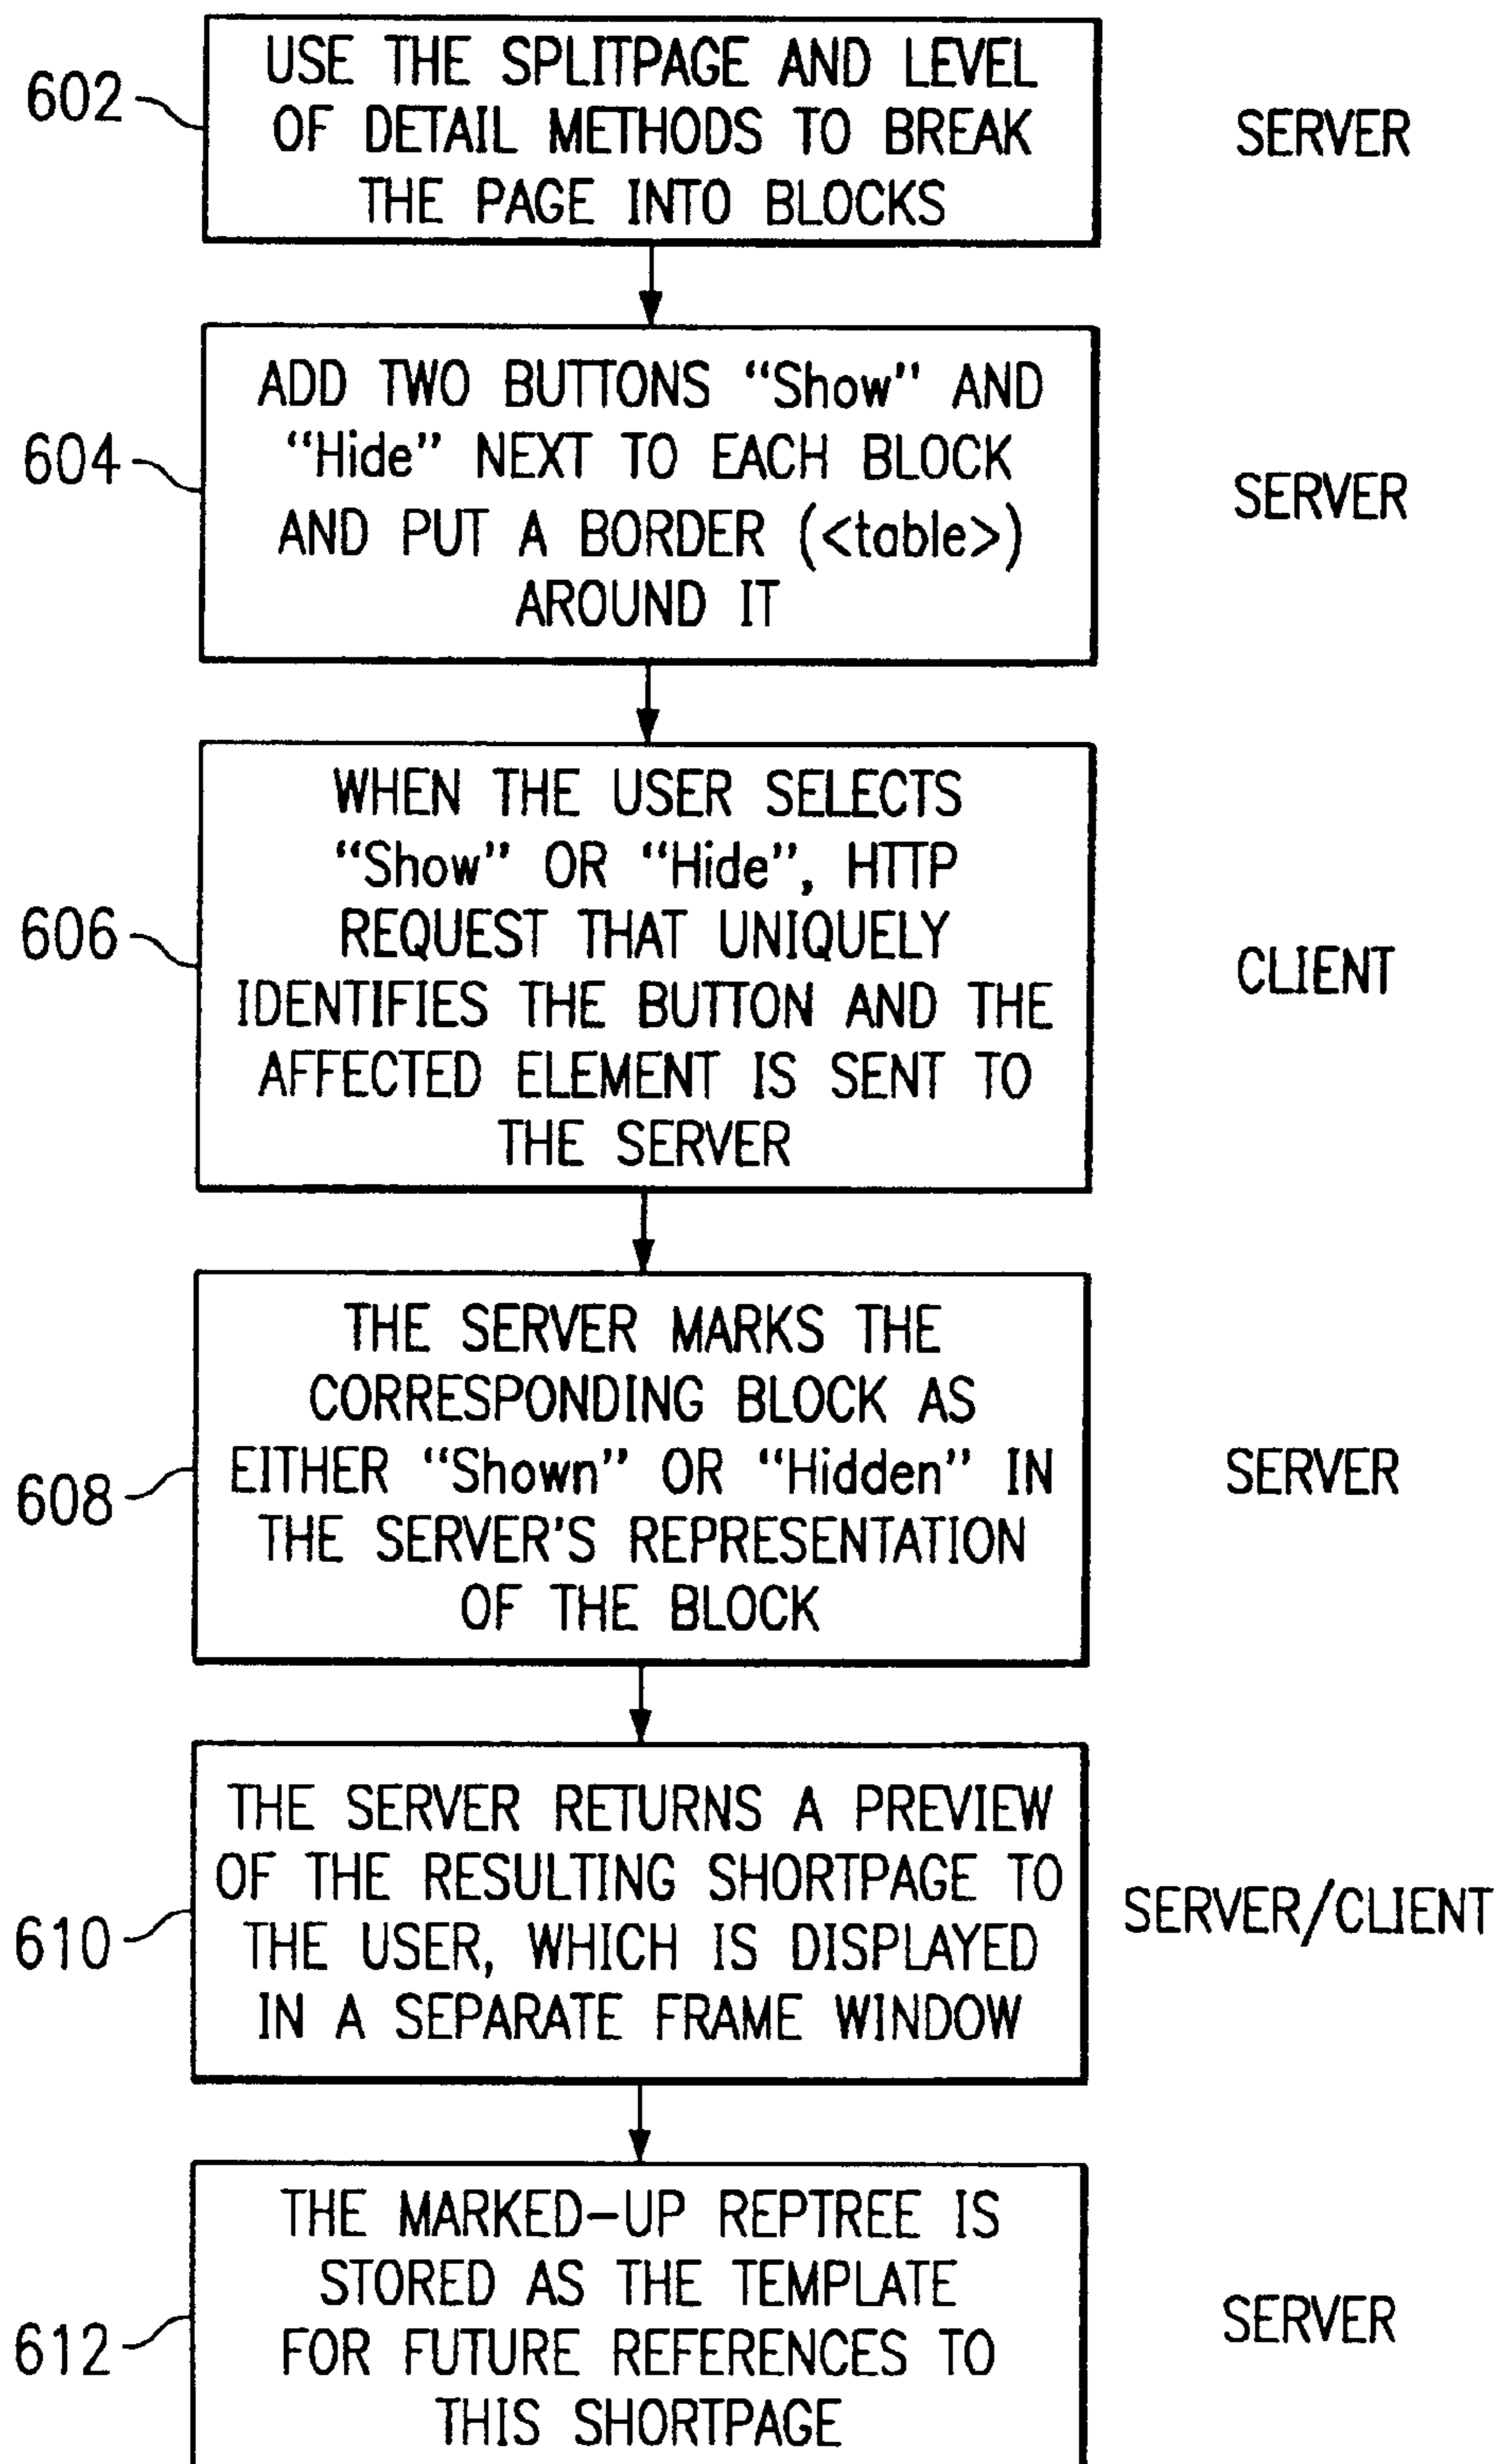 USE THE SPLITPAGE AND LEVEL
OF DETAIL METHODS TO BREAK
THE PAGE INTO BLOCKS
602
SERVER
ADD TWO BUTTONS “Show” AND
“Hide” NEXT TO EACH BLOCK
AND PUT A BORDER (<table>)
AROUND IT
604
SERVER
WHEN THE USER SELECTS
“Show” OR “Hide”, HTTP
REQUEST THAT UNIQUELY
IDENTIFIES THE BUTTON AND THE
AFFECTED ELEMENT IS SENT TO
THE SERVER
606
CLIENT
THE SERVER MARKS THE
CORRESPONDING BLOCK AS
EITHER “Shown” OR “Hidden” IN
THE SERVER'S REPRESENTATION
OF THE BLOCK
608
SERVER
THE SERVER RETURNS A PREVIEW
OF THE RESULTING SHORTPAGE TO
THE USER, WHICH IS DISPLAYED
IN A SEPARATE FRAME WINDOW
610
SERVER/CLIENT
THE MARKED-UP REPTREE IS
STORED AS THE TEMPLATE
FOR FUTURE REFERENCES TO
THIS SHORTPAGE
612
SERVER